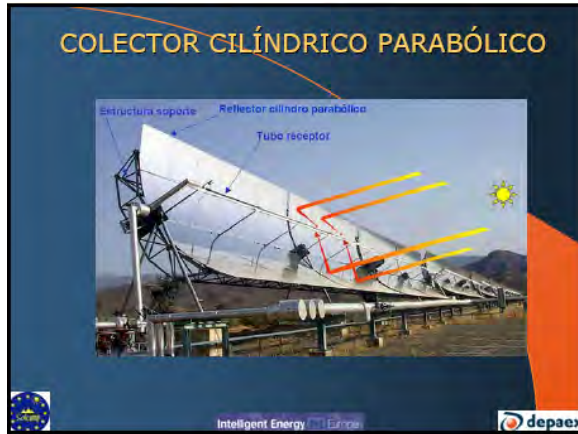 COLECTOR CILÍNDRICO PARABÓLICO
Estructura soporte
Reflector cilindro parabólico
Tubo receptor
Intelligent Energy Europe
depaex